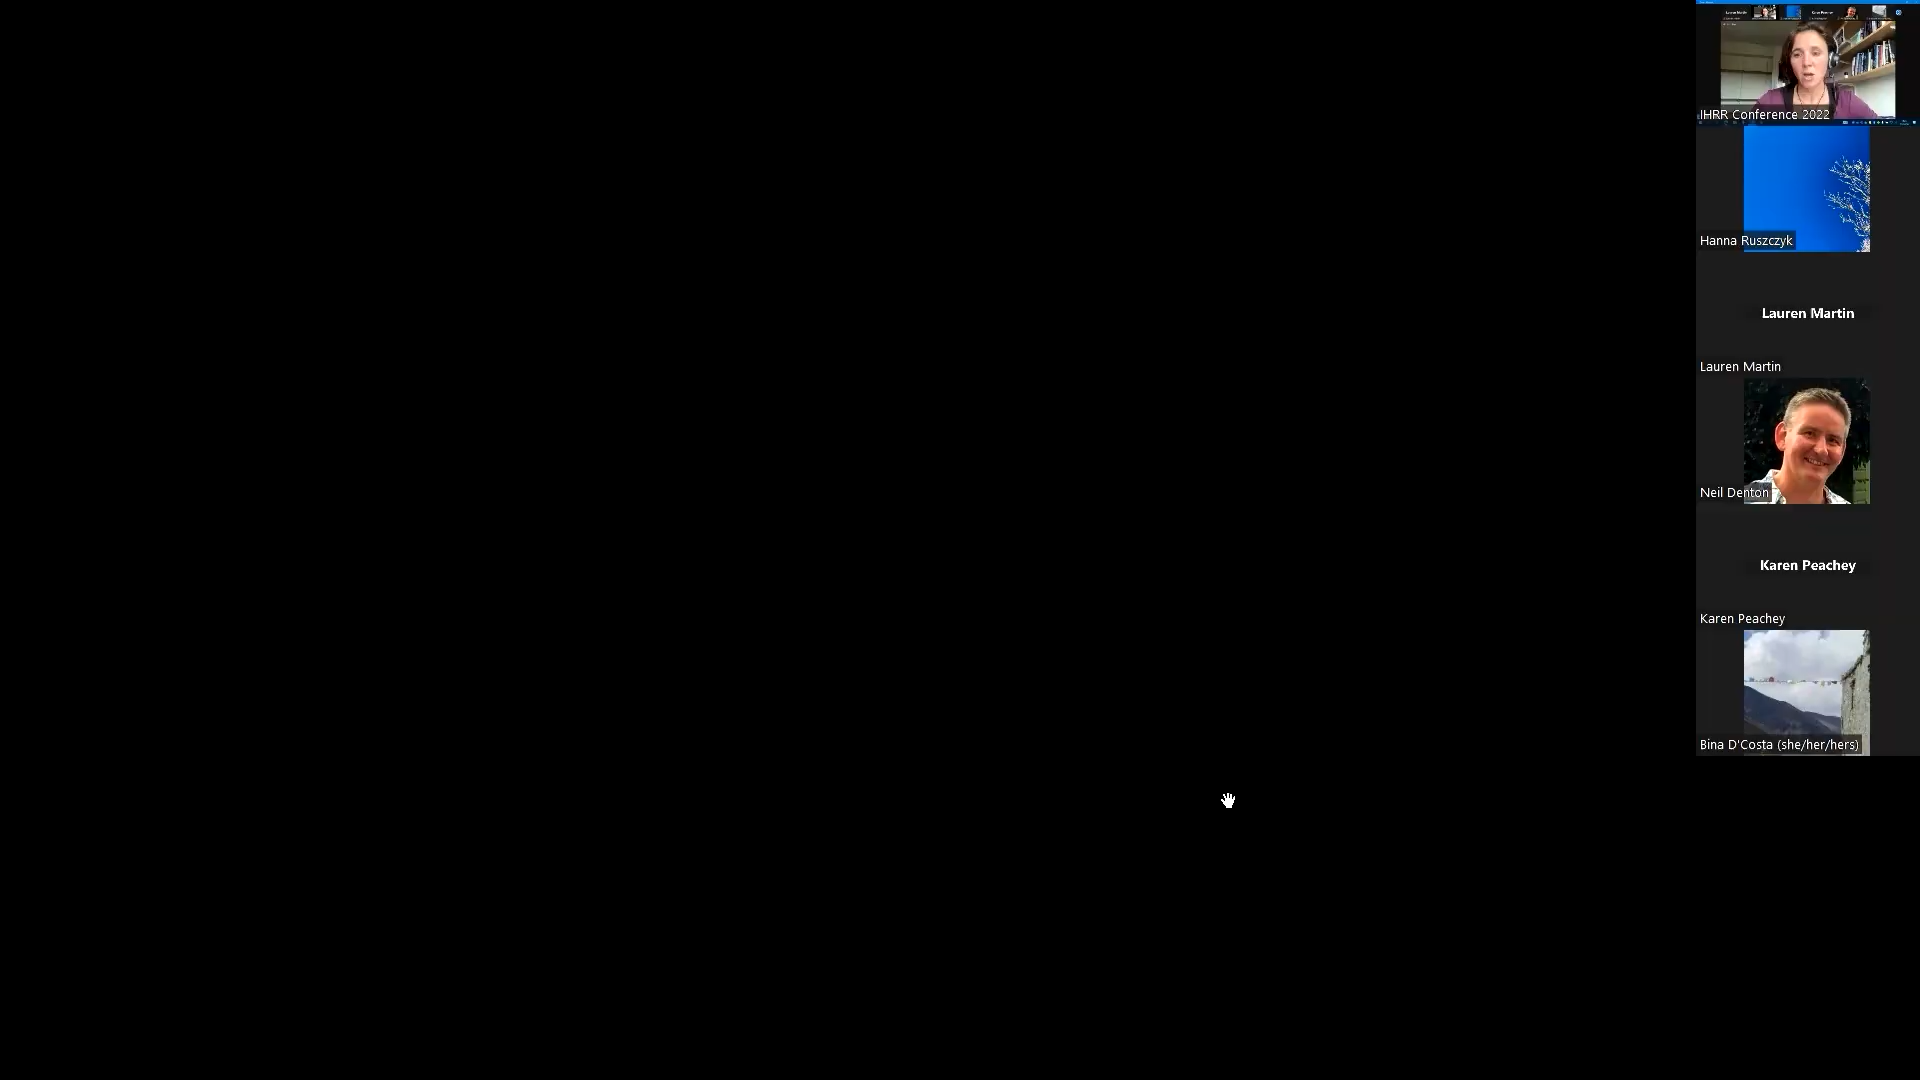 IHRR Conference 2022
Hanna Ruszczyk
Lauren Martin
Lauren Martin
Neil Denton
Karen Peachey
Karen Peachey
Bina D'Costa (she/her/hers)